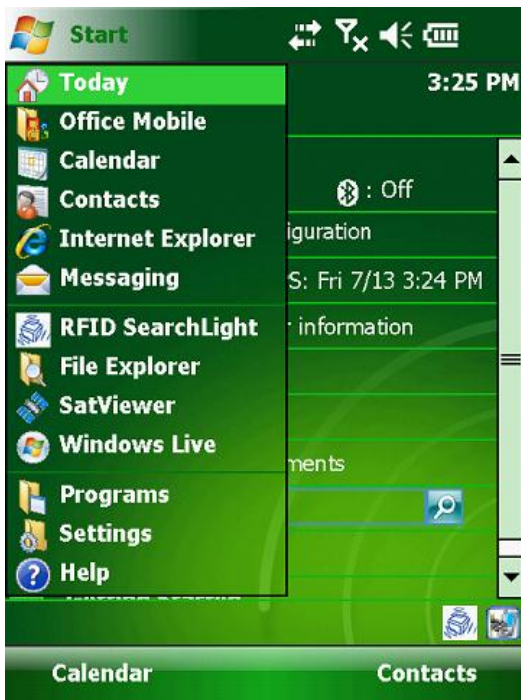 Start
Today
3:25 PM
Office Mobile
Calendar
Contacts
: Off
Internet Explorer
iguration
Messaging
S: Fri 7/13 3:24 PM
RFID SearchLight
r information
File Explorer
SatViewer
Windows Live
ments
Programs
Settings
Help
Calendar
Contacts